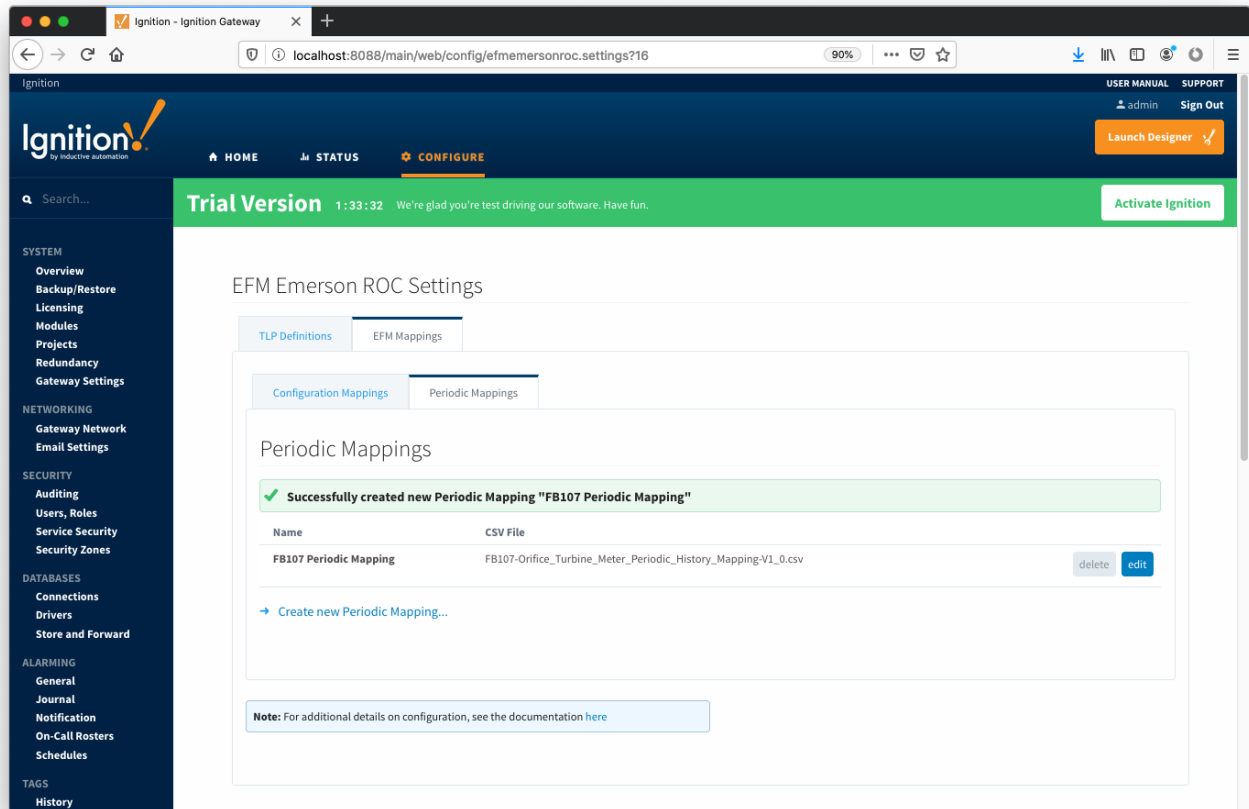 Ignition - Ignition Gateway
localhost:8088/main/web/config/efmemersonroc.settings?16
90%
Ignition
USER MANUAL SUPPORT
admin Sign Out
Ignition!
by inductive automation
Launch Designer
HOME STATUS CONFIGURE
Search...
Trial Version 1:33:32 We're glad you're test driving our software. Have fun.
Activate Ignition
SYSTEM
Overview
Backup/Restore
Licensing
Modules
Projects
Redundancy
Gateway Settings
NETWORKING
Gateway Network
Email Settings
SECURITY
Auditing
Users, Roles
Service Security
Security Zones
DATABASES
Connections
Drivers
Store and Forward
ALARMING
General
Journal
Notification
On-Call Rosters
Schedules
TAGS
History
EFM Emerson ROC Settings
TLP Definitions EFM Mappings
Configuration Mappings Periodic Mappings
Periodic Mappings
Successfully created new Periodic Mapping "FB107 Periodic Mapping"
Name CSV File
FB107 Periodic Mapping FB107-Orifice_Turbine_Meter_Periodic_History_Mapping-V1_0.csv delete edit
Create new Periodic Mapping...
Note: For additional details on configuration, see the documentation here